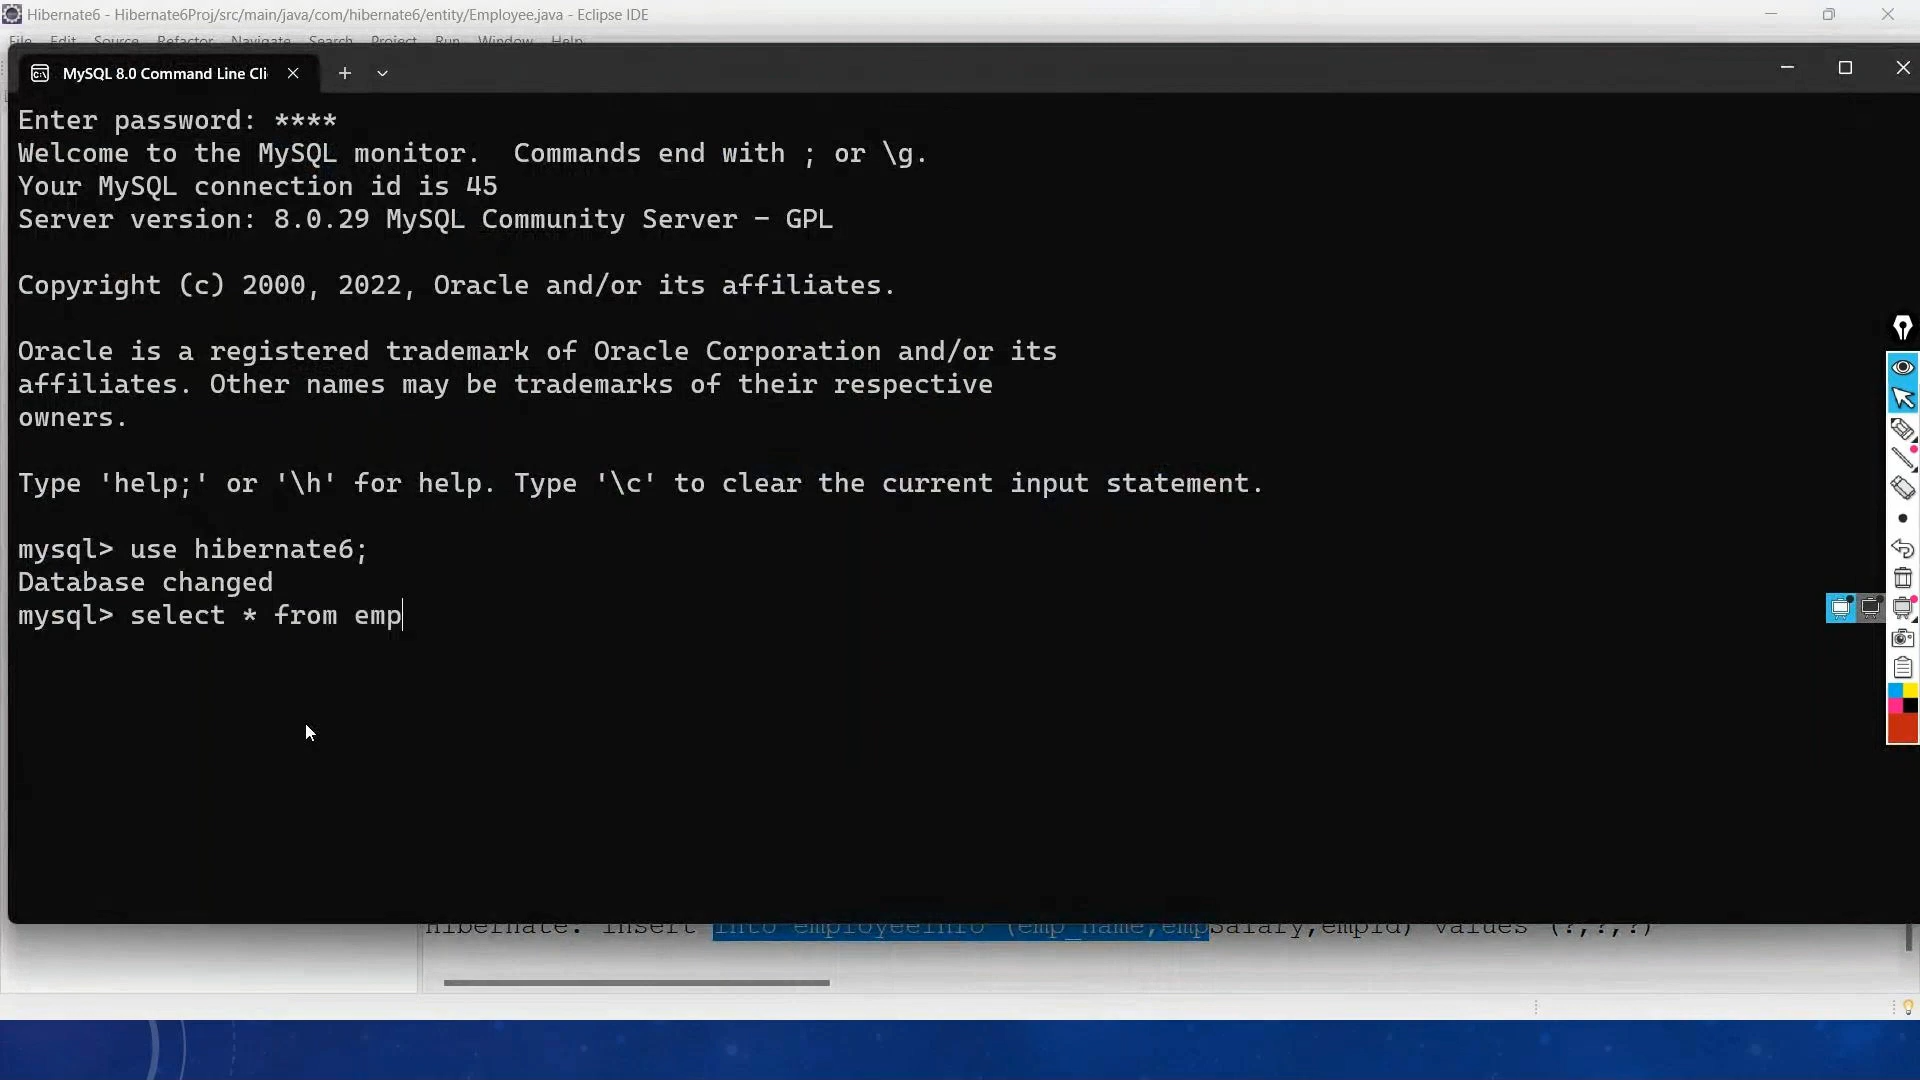 Hibernate6 - Hibernate6Proj/src/main/java/com/hibernate6/entity/Employee.java - Eclipse IDE
File Edit Source Refactor Navigate Search Project Run Window Help
MySQL 8.0 Command Line Cli
Enter password: ****
Welcome to the MySQL monitor.  Commands end with ; or \g.
Your MySQL connection id is 45
Server version: 8.0.29 MySQL Community Server - GPL
Copyright (c) 2000, 2022, Oracle and/or its affiliates.
Oracle is a registered trademark of Oracle Corporation and/or its
affiliates. Other names may be trademarks of their respective
owners.
Type 'help;' or '\h' for help. Type '\c' to clear the current input statement.
mysql> use hibernate6;
Database changed
mysql> select * from emp
Hibernate: insert into employeeinfo (emp_name,empSalary,empId) values (?,?,?)